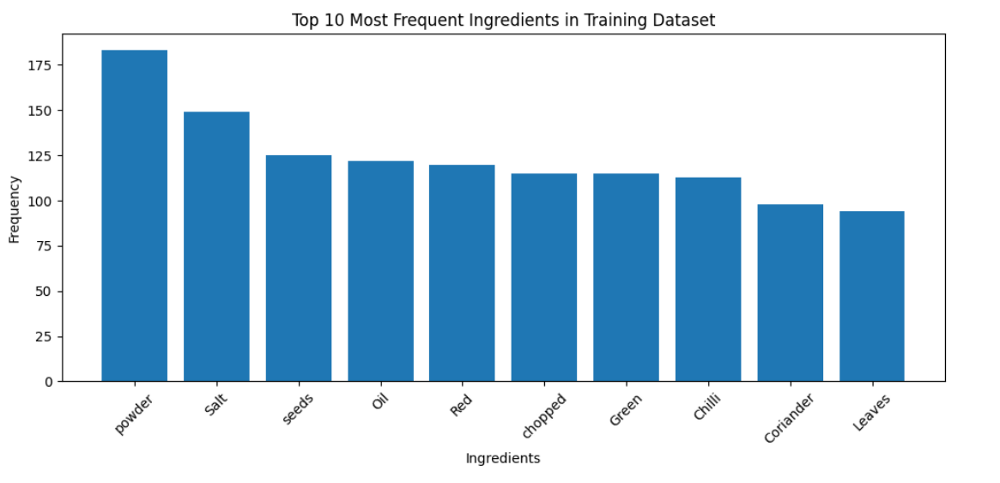 Top 10 Most Frequent Ingredients in Training Dataset
Frequency
175
150
125
100
75
50
25
0
powder
Salt
seeds
Oil
Red
chopped
Green
Chilli
Coriander
Leaves
Ingredients